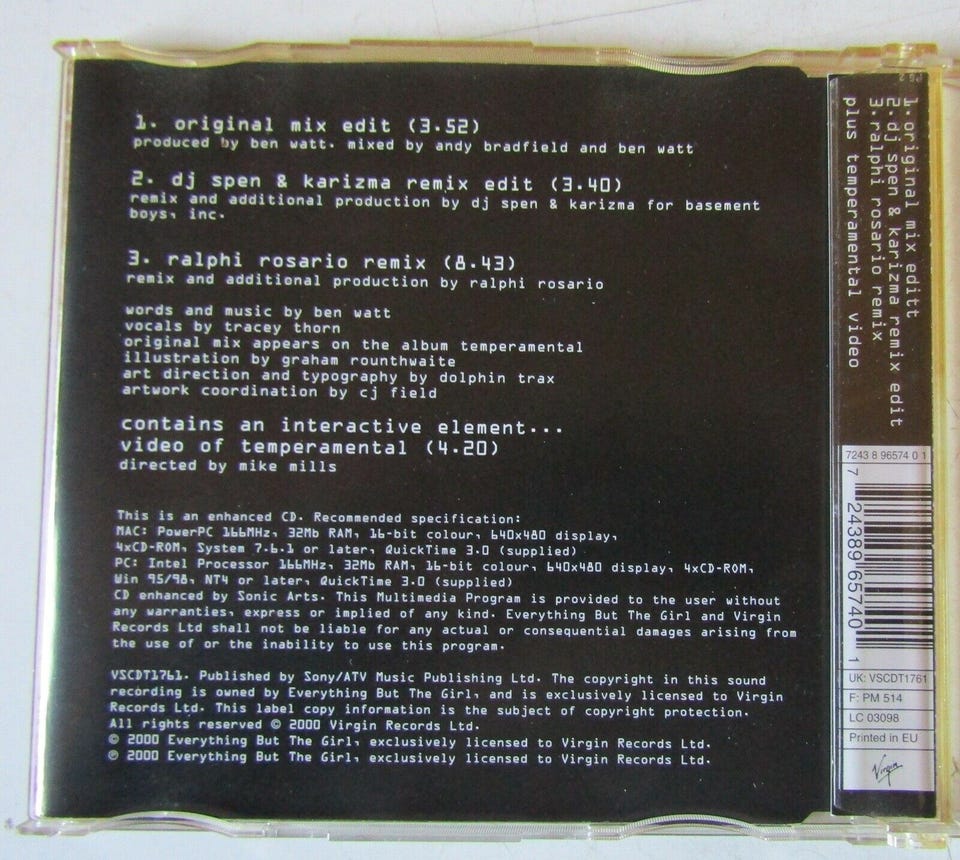 1. original mix edit (3.52)
produced by ben watt. mixed by andy bradfield and ben watt
2. dj spen & karizma remix edit (3.40)
remix and additional production by dj spen & karizma for basement
boys, inc.
3. ralphi rosario remix (8.43)
remix and additional production by ralphi rosario
words and music by ben watt
vocals by tracey thorn
original mix appears on the album temperamental
illustration by graham rounthwaite
art direction and typography by dolphin trax
artwork coordination by cj field
contains an interactive element...
video of temperamental (4.20)
directed by mike mills
This is an enhanced CD. Recommended specification:
MAC: PowerPC 166MHz, 32Mb RAM, 16-bit colour, 640x480 display,
4xCD-ROM, System 7.6.1 or later, QuickTime 3.0 (supplied)
PC: Intel Processor 166MHz, 32Mb RAM, 16-bit colour, 640x480 display, 4xCD-ROM,
Win 95/98, NT4 or later, QuickTime 3.0 (supplied)
CD enhanced by Sonic Arts. This Multimedia Program is provided to the user without
any warranties, express or implied of any kind. Everything But The Girl and Virgin
Records Ltd shall not be liable for any actual or consequential damages arising from
the use of or the inability to use this program.
VSCDT1761. Published by Sony/ATV Music Publishing Ltd. The copyright in this sound
recording is owned by Everything But The Girl, and is exclusively licensed to Virgin
Records Ltd. This label copy information is the subject of copyright protection.
All rights reserved © 2000 Virgin Records Ltd.
© 2000 Everything But The Girl, exclusively licensed to Virgin Records Ltd.
℗ 2000 Everything But The Girl, exclusively licensed to Virgin Records Ltd.
1. original mix editt
2. dj spen & karizma remix edit
3. ralphi rosario remix
plus temperamental video
7243 8 96574 0 1
7 24389 65740 1
UK: VSCDT1761
F: PM 514
LC 03098
Printed in EU
Virgin